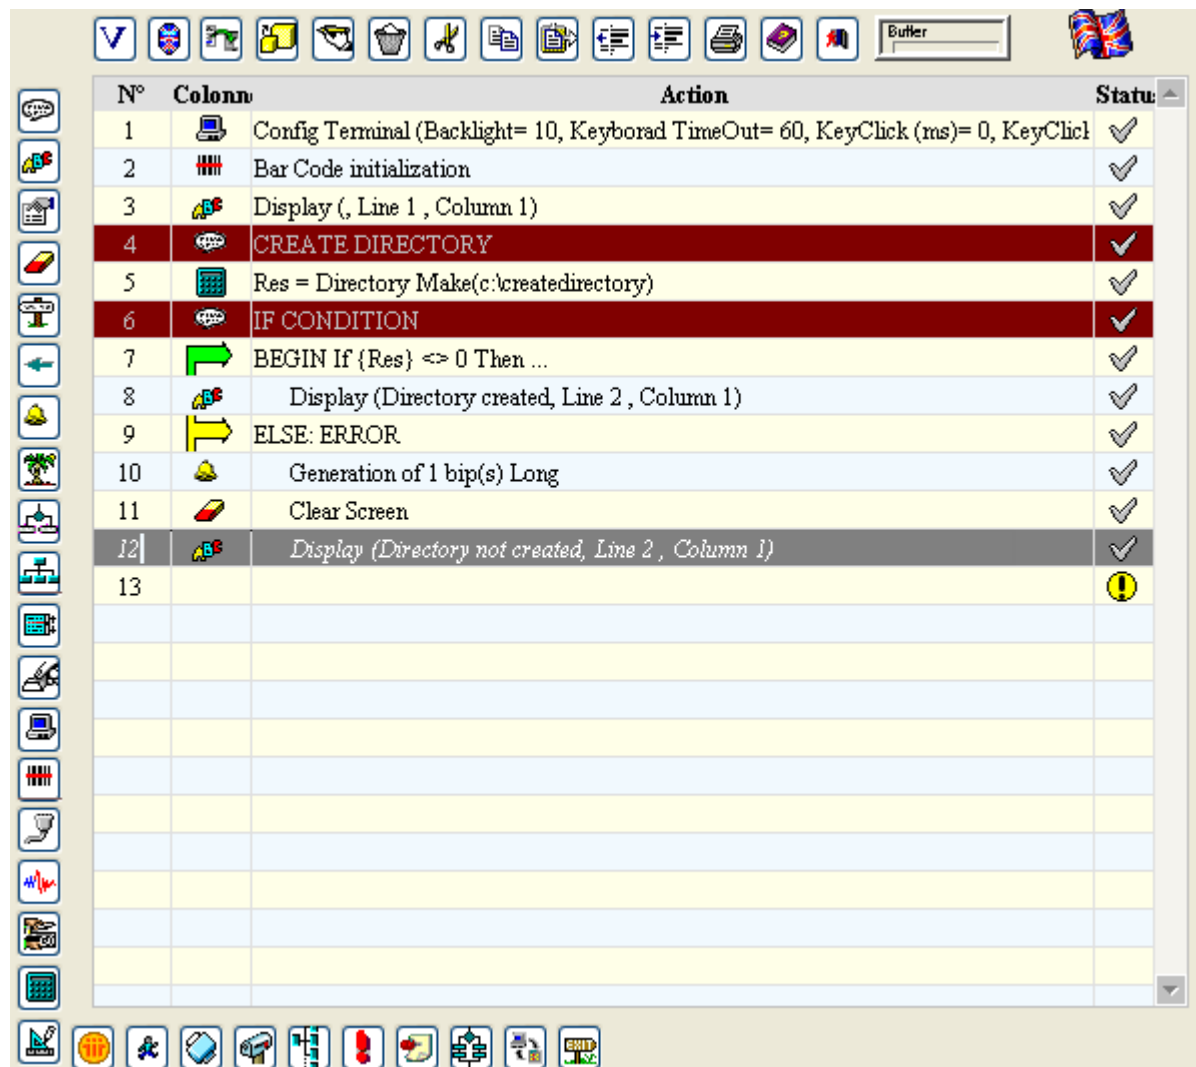 Buffer
N° Colonn Action Statu
1 Config Terminal (Backlight= 10, Keyborad TimeOut= 60, KeyClick (ms)= 0, KeyClick
2 Bar Code initialization
3 Display (, Line 1 , Column 1)
4 CREATE DIRECTORY
5 Res = Directory Make(c:\createdirectory)
6 IF CONDITION
7 BEGIN If {Res} <> 0 Then ...
8 Display (Directory created, Line 2 , Column 1)
9 ELSE: ERROR
10 Generation of 1 bip(s) Long
11 Clear Screen
12 Display (Directory not created, Line 2 , Column 1)
13
EXIT